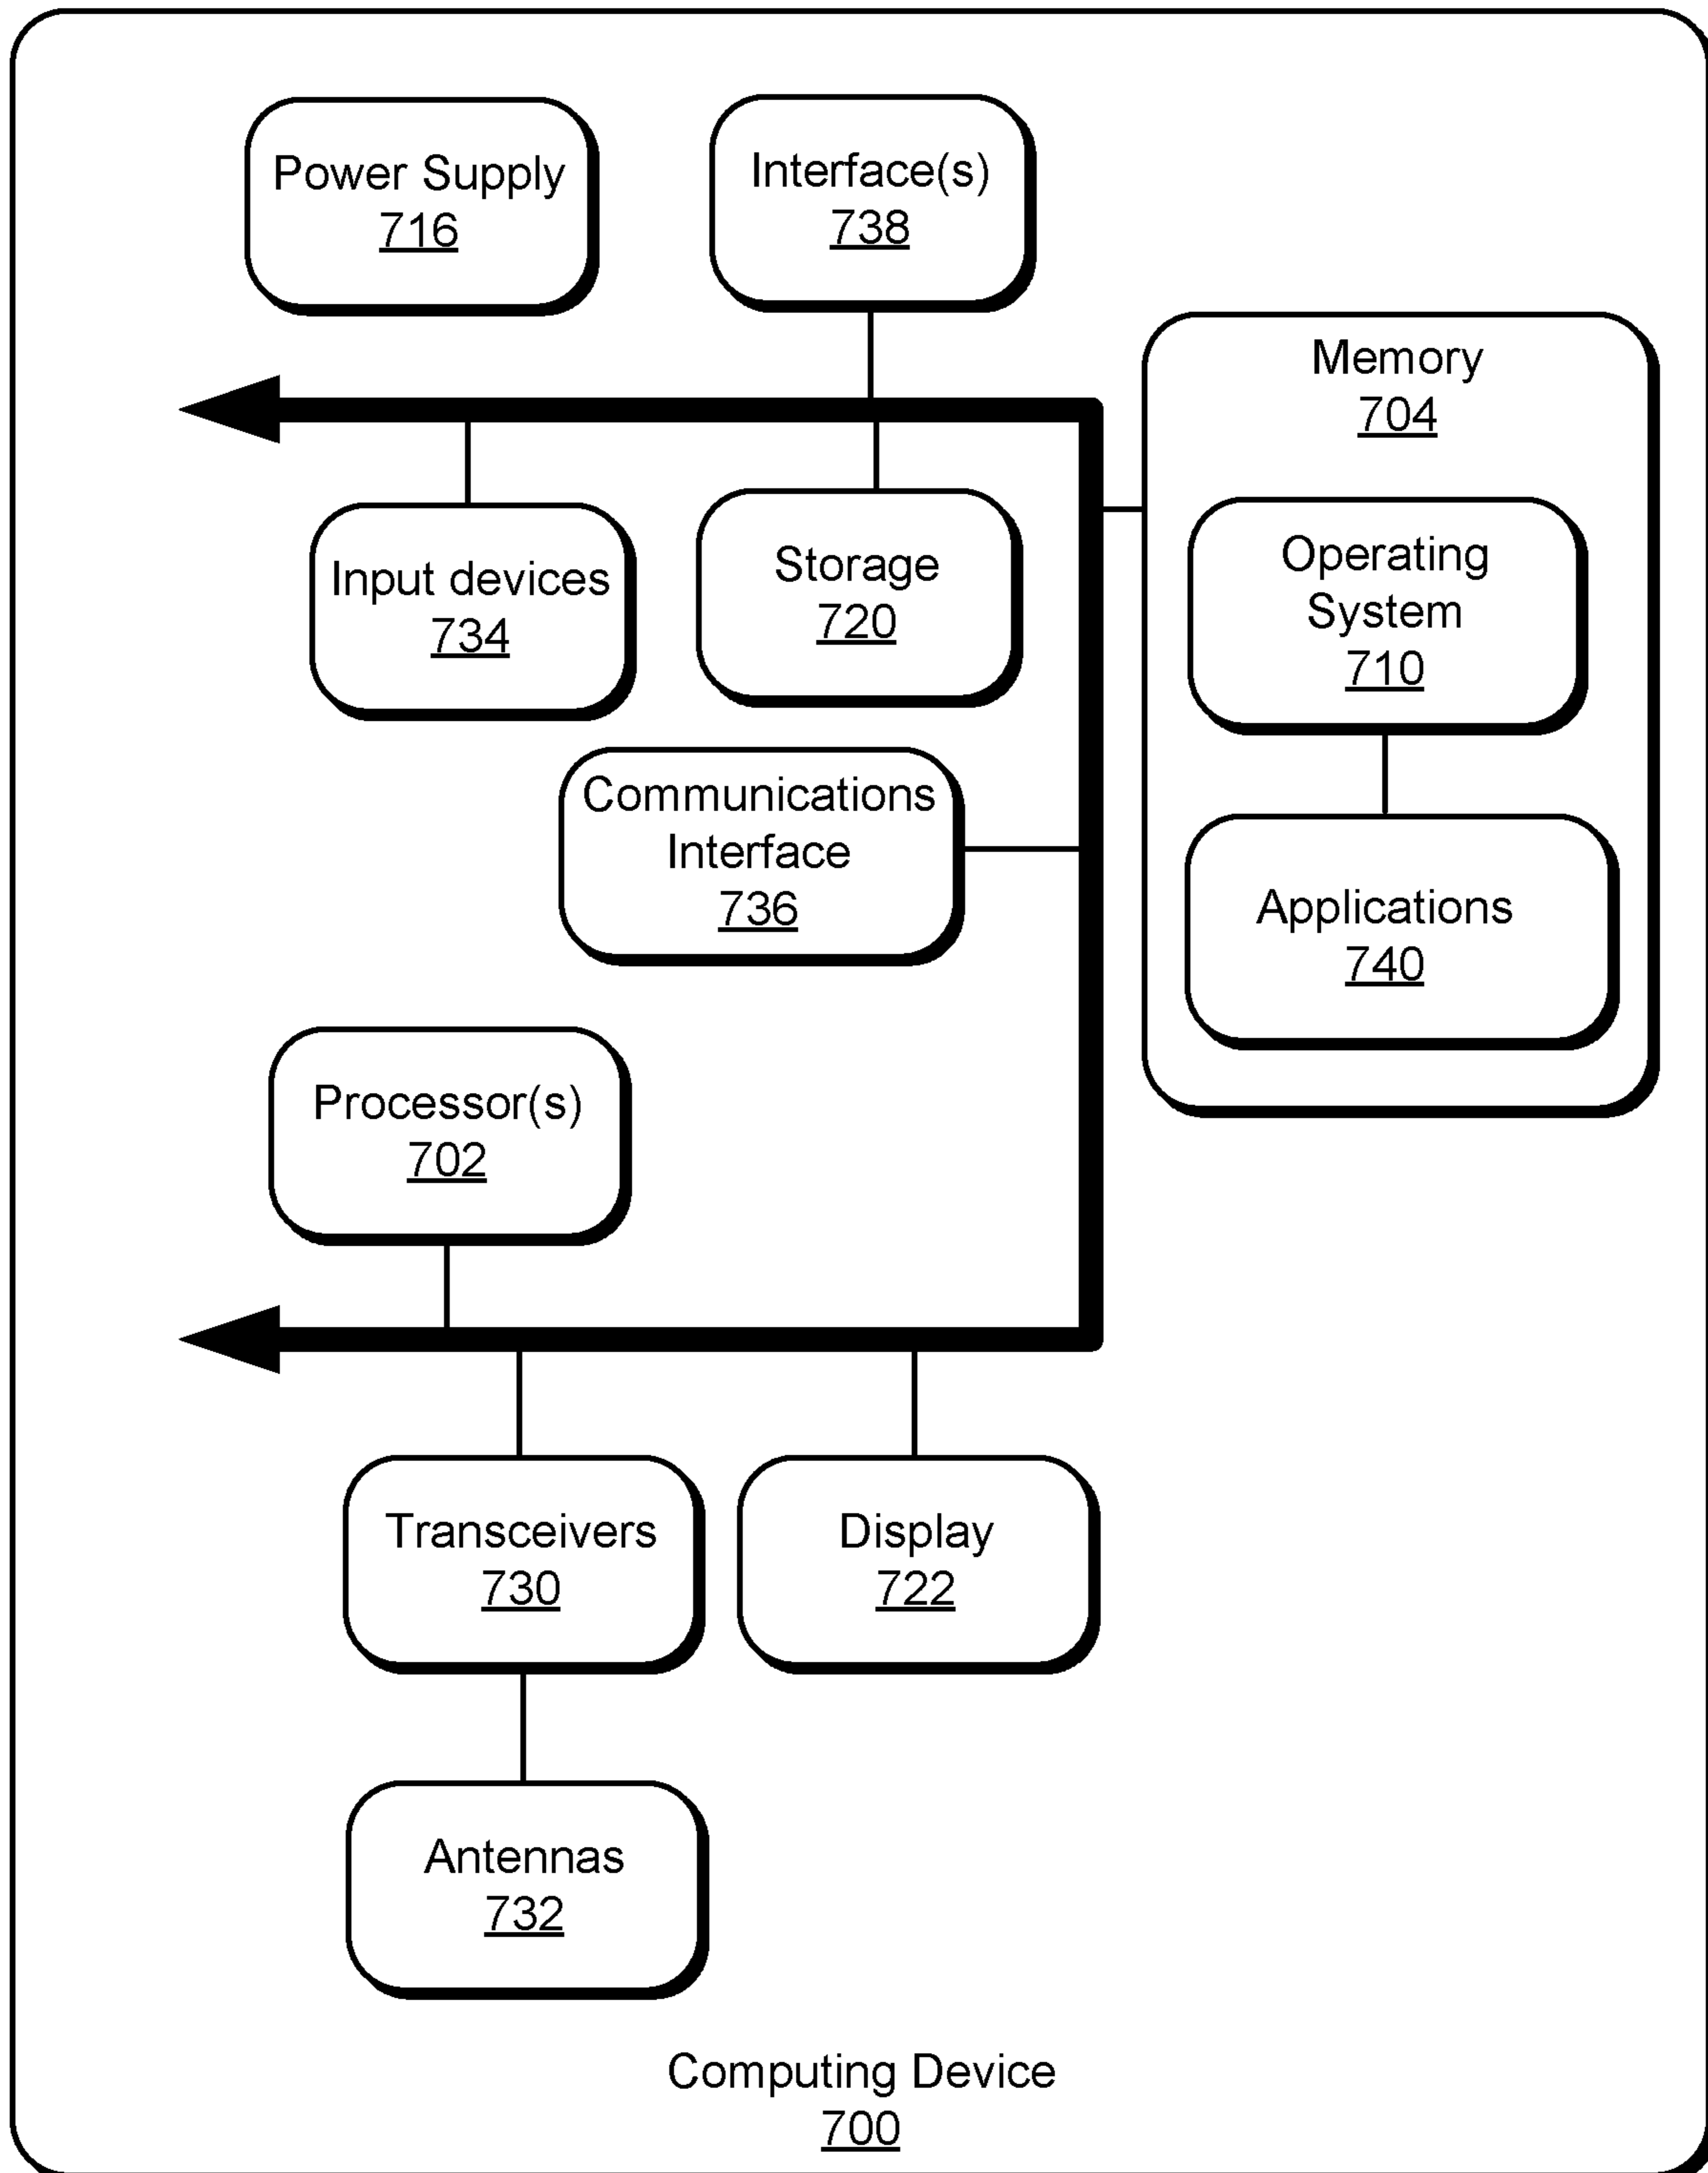 Power Supply
716
Interface(s)
738
Memory
704
Input devices
734
Storage
720
Operating
System
710
Communications
Interface
736
Applications
740
Processor(s)
702
Transceivers
730
Display
722
Antennas
732
Computing Device
700